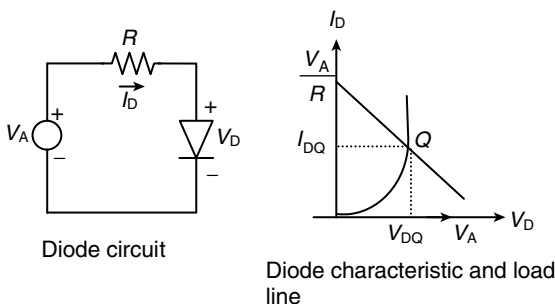 R
I_D
+
V_A
−
+
V_D
−
Diode circuit
I_D
V_A
R
I_DQ
Q
V_DQ
V_A
V_D
Diode characteristic and load
line